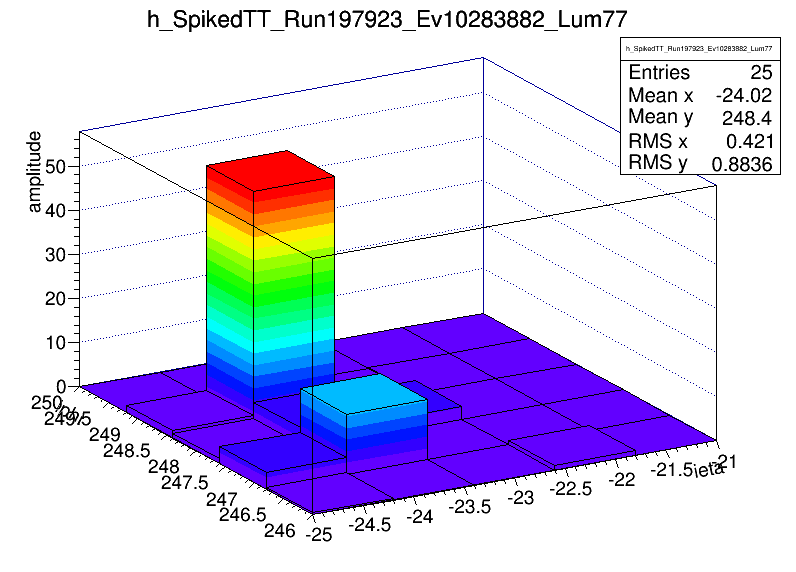 h_SpikedTT_Run197923_Ev10283882_Lum77
h_SpikedTT_Run197923_Ev10283882_Lum77
Entries 25
Mean x -24.02
Mean y 248.4
RMS x 0.421
RMS y 0.8836
amplitude
50
40
30
20
10
0
250
249.5
249
248.5
248
247.5
247
246.5
246
-25
-24.5
-24
-23.5
-23
-22.5
-22
-21.5
-21
ieta